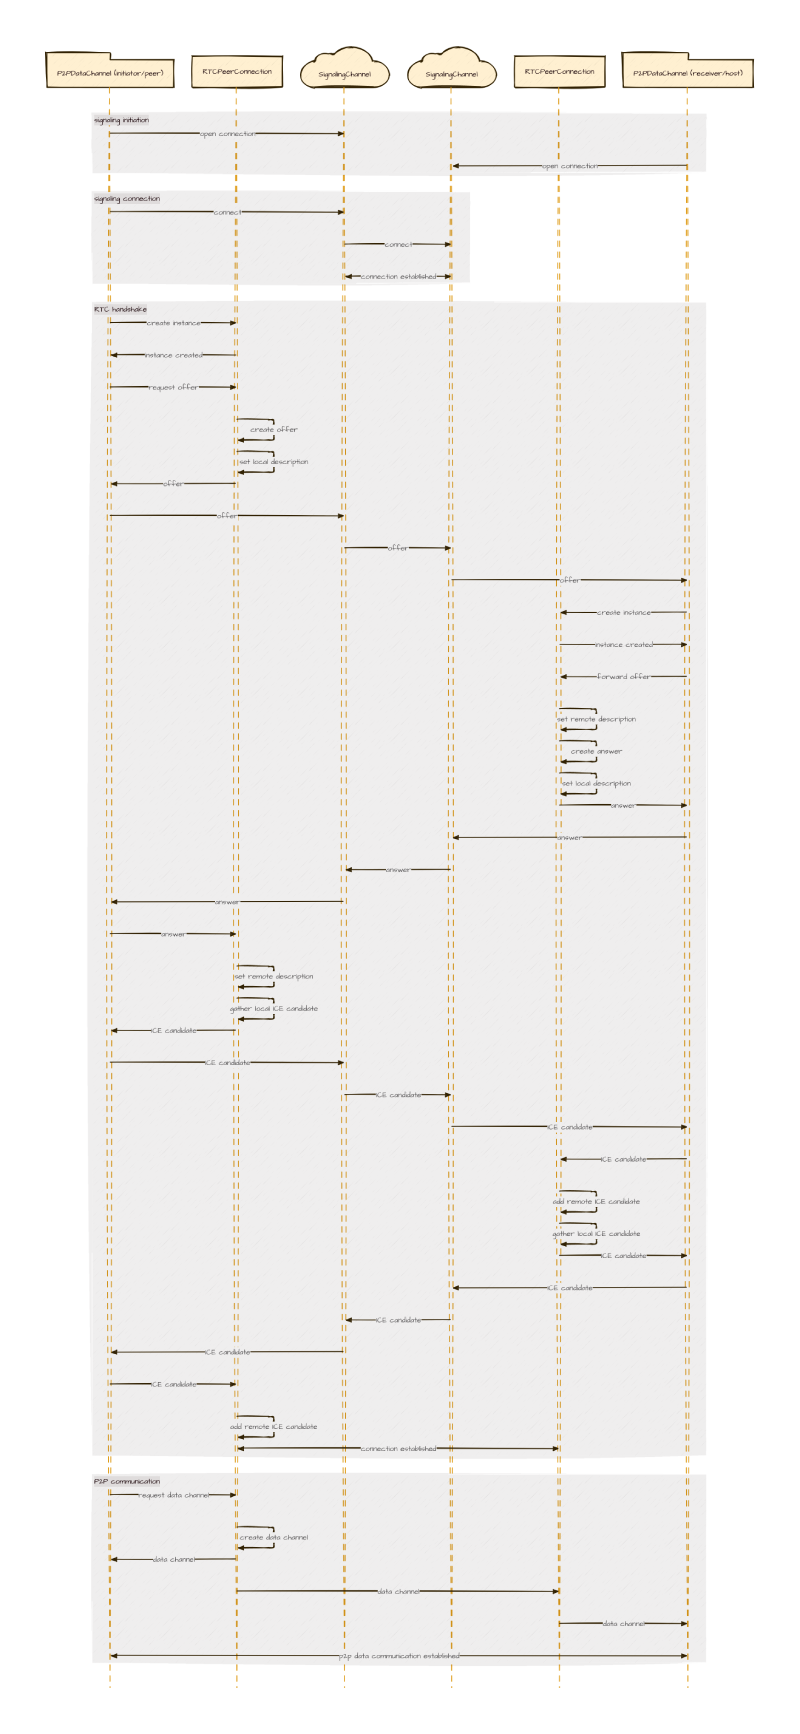 P2PDataChannel (initiator/peer)
RTCPeerConnection
SignalingChannel
SignalingChannel
RTCPeerConnection
P2PDataChannel (receiver/host)
signaling initiation
open connection
open connection
signaling connection
connect
connect
connection established
RTC handshake
create instance
instance created
request offer
create offer
set local description
offer
offer
offer
offer
create instance
instance created
forward offer
set remote description
create answer
set local description
answer
answer
answer
answer
answer
set remote description
gather local ICE candidate
ICE candidate
ICE candidate
ICE candidate
ICE candidate
ICE candidate
add remote ICE candidate
gather local ICE candidate
ICE candidate
ICE candidate
ICE candidate
ICE candidate
ICE candidate
add remote ICE candidate
connection established
P2P communication
request data channel
create data channel
data channel
data channel
data channel
p2p data communication established